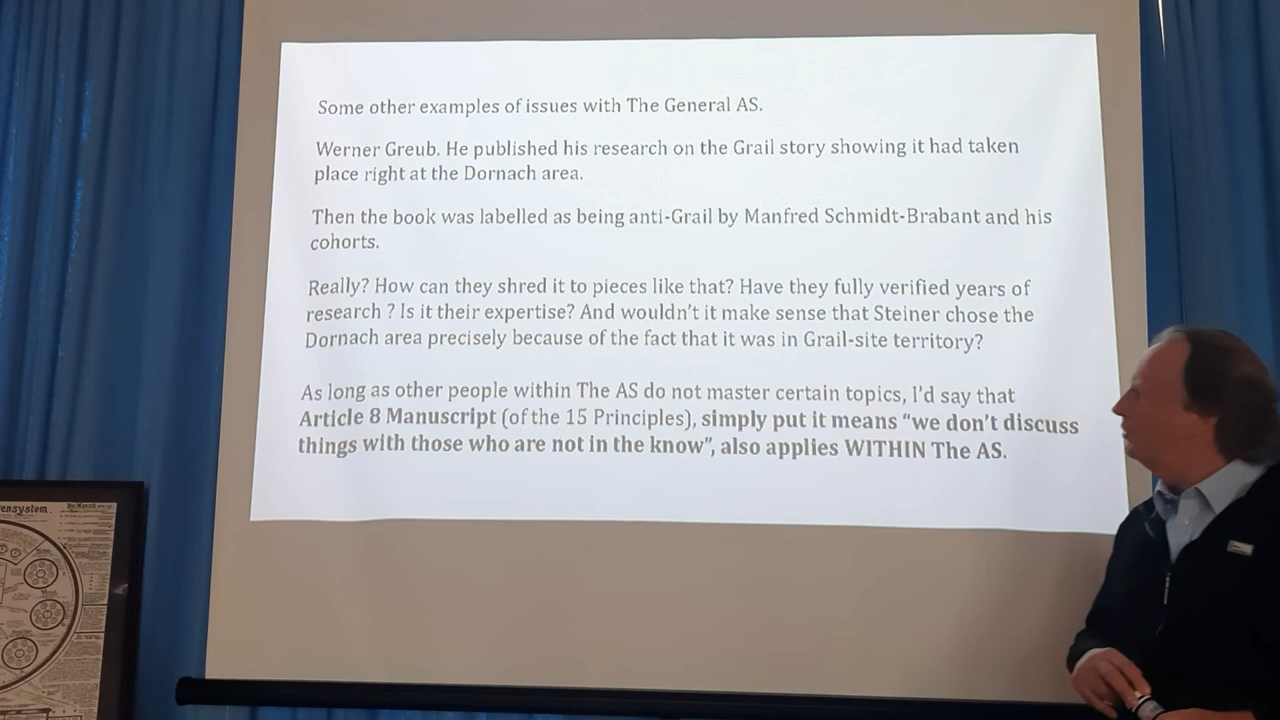 Some other examples of issues with The General AS.
Werner Greub. He published his research on the Grail story showing it had taken
place right at the Dornach area.
Then the book was labelled as being anti-Grail by Manfred Schmidt-Brabant and his
cohorts.
Really? How can they shred it to pieces like that? Have they fully verified years of
research ? Is it their expertise? And wouldn't it make sense that Steiner chose the
Dornach area precisely because of the fact that it was in Grail-site territory?
As long as other people within The AS do not master certain topics, I'd say that
Article 8 Manuscript (of the 15 Principles), simply put it means “we don't discuss
things with those who are not in the know”, also applies WITHIN The AS.
ensystem.